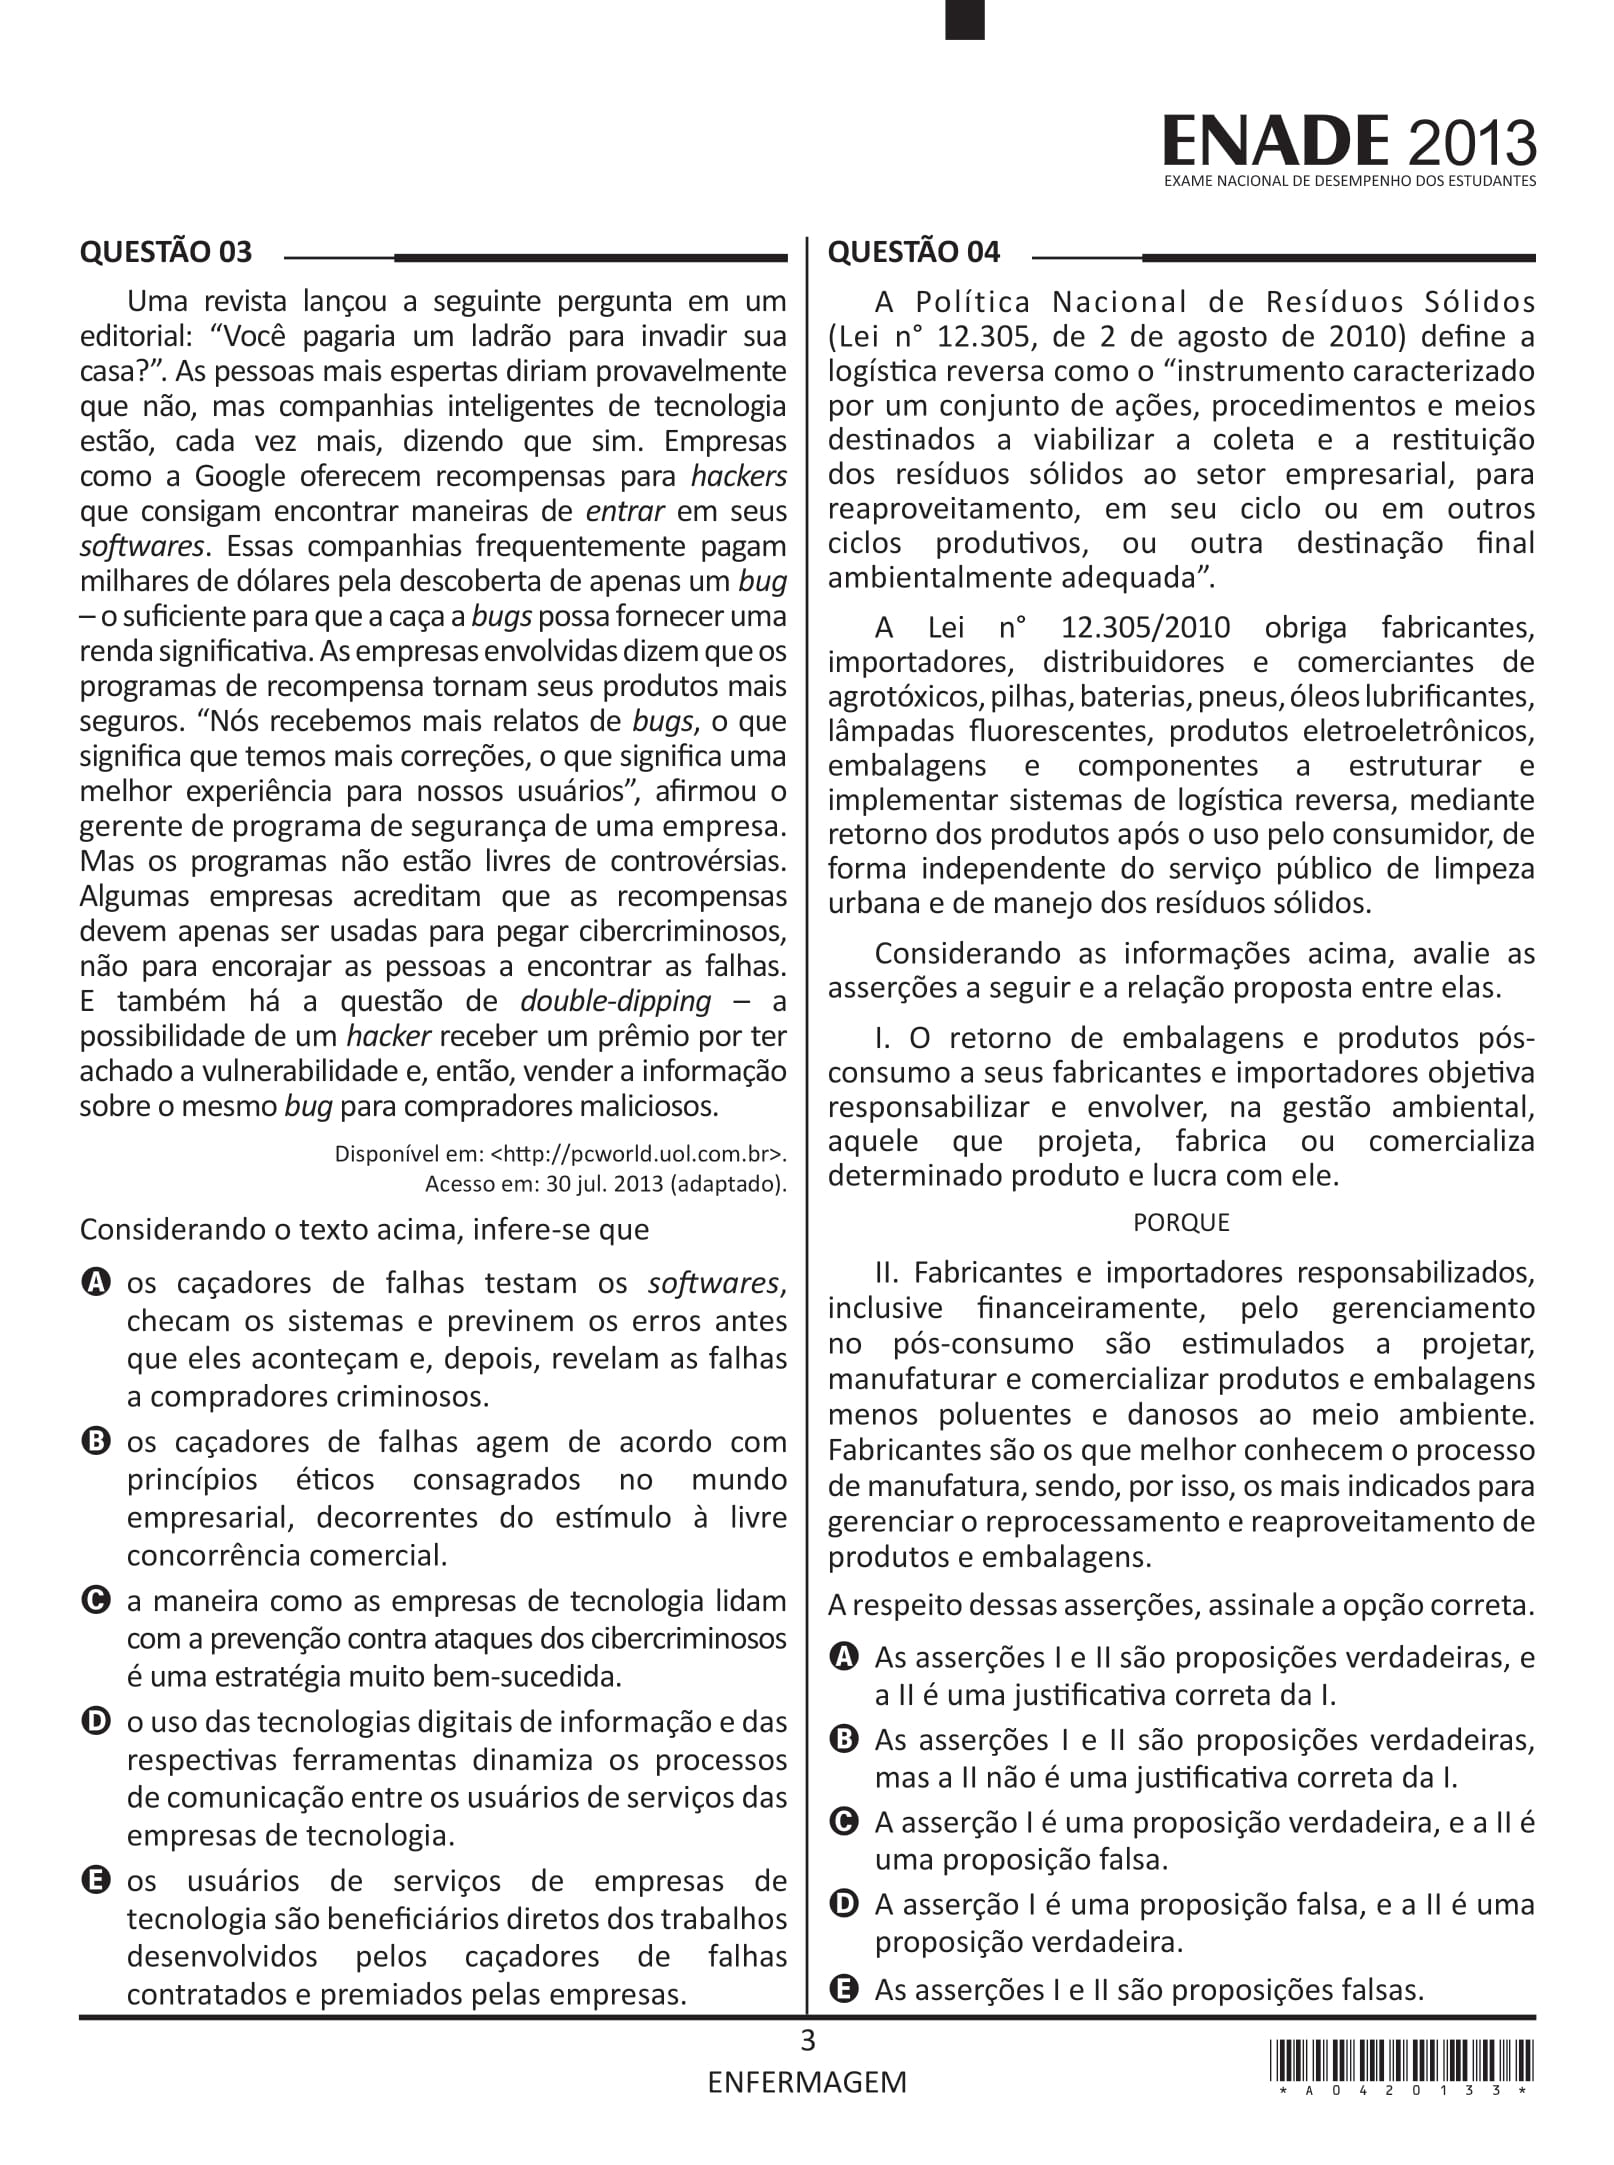 ENADE 2013
EXAME NACIONAL DE DESEMPENHO DOS ESTUDANTES
QUESTÃO 03
Uma revista lançou a seguinte pergunta em um
editorial: “Você pagaria um ladrão para invadir sua
casa?”. As pessoas mais espertas diriam provavelmente
que não, mas companhias inteligentes de tecnologia
estão, cada vez mais, dizendo que sim. Empresas
como a Google oferecem recompensas para hackers
que consigam encontrar maneiras de entrar em seus
softwares. Essas companhias frequentemente pagam
milhares de dólares pela descoberta de apenas um bug
– o suficiente para que a caça a bugs possa fornecer uma
renda significativa. As empresas envolvidas dizem que os
programas de recompensa tornam seus produtos mais
seguros. “Nós recebemos mais relatos de bugs, o que
significa que temos mais correções, o que significa uma
melhor experiência para nossos usuários”, afirmou o
gerente de programa de segurança de uma empresa.
Mas os programas não estão livres de controvérsias.
Algumas empresas acreditam que as recompensas
devem apenas ser usadas para pegar cibercriminosos,
não para encorajar as pessoas a encontrar as falhas.
E também há a questão de double-dipping – a
possibilidade de um hacker receber um prêmio por ter
achado a vulnerabilidade e, então, vender a informação
sobre o mesmo bug para compradores maliciosos.
Disponível em: <http://pcworld.uol.com.br>.
Acesso em: 30 jul. 2013 (adaptado).
Considerando o texto acima, infere-se que
A os caçadores de falhas testam os softwares,
checam os sistemas e previnem os erros antes
que eles aconteçam e, depois, revelam as falhas
a compradores criminosos.
B os caçadores de falhas agem de acordo com
princípios éticos consagrados no mundo
empresarial, decorrentes do estímulo à livre
concorrência comercial.
C a maneira como as empresas de tecnologia lidam
com a prevenção contra ataques dos cibercriminosos
é uma estratégia muito bem-sucedida.
D o uso das tecnologias digitais de informação e das
respectivas ferramentas dinamiza os processos
de comunicação entre os usuários de serviços das
empresas de tecnologia.
E os usuários de serviços de empresas de
tecnologia são beneficiários diretos dos trabalhos
desenvolvidos pelos caçadores de falhas
contratados e premiados pelas empresas.
QUESTÃO 04
A Política Nacional de Resíduos Sólidos
(Lei n° 12.305, de 2 de agosto de 2010) define a
logística reversa como o “instrumento caracterizado
por um conjunto de ações, procedimentos e meios
destinados a viabilizar a coleta e a restituição
dos resíduos sólidos ao setor empresarial, para
reaproveitamento, em seu ciclo ou em outros
ciclos produtivos, ou outra destinação final
ambientalmente adequada”.
A Lei n° 12.305/2010 obriga fabricantes,
importadores, distribuidores e comerciantes de
agrotóxicos, pilhas, baterias, pneus, óleos lubrificantes,
lâmpadas fluorescentes, produtos eletroeletrônicos,
embalagens e componentes a estruturar e
implementar sistemas de logística reversa, mediante
retorno dos produtos após o uso pelo consumidor, de
forma independente do serviço público de limpeza
urbana e de manejo dos resíduos sólidos.
Considerando as informações acima, avalie as
asserções a seguir e a relação proposta entre elas.
I. O retorno de embalagens e produtos pós-
consumo a seus fabricantes e importadores objetiva
responsabilizar e envolver, na gestão ambiental,
aquele que projeta, fabrica ou comercializa
determinado produto e lucra com ele.
PORQUE
II. Fabricantes e importadores responsabilizados,
inclusive financeiramente, pelo gerenciamento
no pós-consumo são estimulados a projetar,
manufaturar e comercializar produtos e embalagens
menos poluentes e danosos ao meio ambiente.
Fabricantes são os que melhor conhecem o processo
de manufatura, sendo, por isso, os mais indicados para
gerenciar o reprocessamento e reaproveitamento de
produtos e embalagens.
A respeito dessas asserções, assinale a opção correta.
A As asserções I e II são proposições verdadeiras, e
a II é uma justificativa correta da I.
B As asserções I e II são proposições verdadeiras,
mas a II não é uma justificativa correta da I.
C A asserção I é uma proposição verdadeira, e a II é
uma proposição falsa.
D A asserção I é uma proposição falsa, e a II é uma
proposição verdadeira.
E As asserções I e II são proposições falsas.
3
ENFERMAGEM
*A0420133*